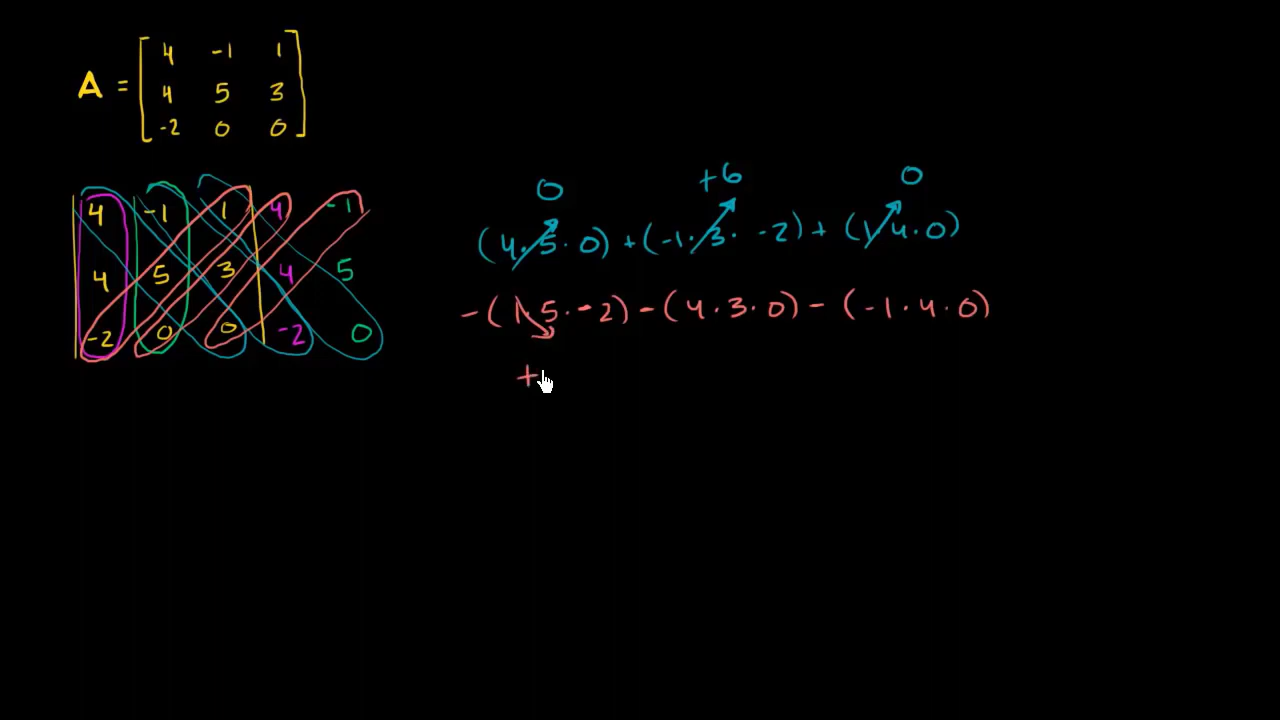 4 -1 1
A = 4 5 3
-2 0 0
0 +6 0
4 -1 1 4 -1
(4·5·0) + (-1·3·-2) + (1·4·0)
4 5 3 4 5
-(1·5·-2) - (4·3·0) - (-1·4·0)
-2 0 0 -2 0
+